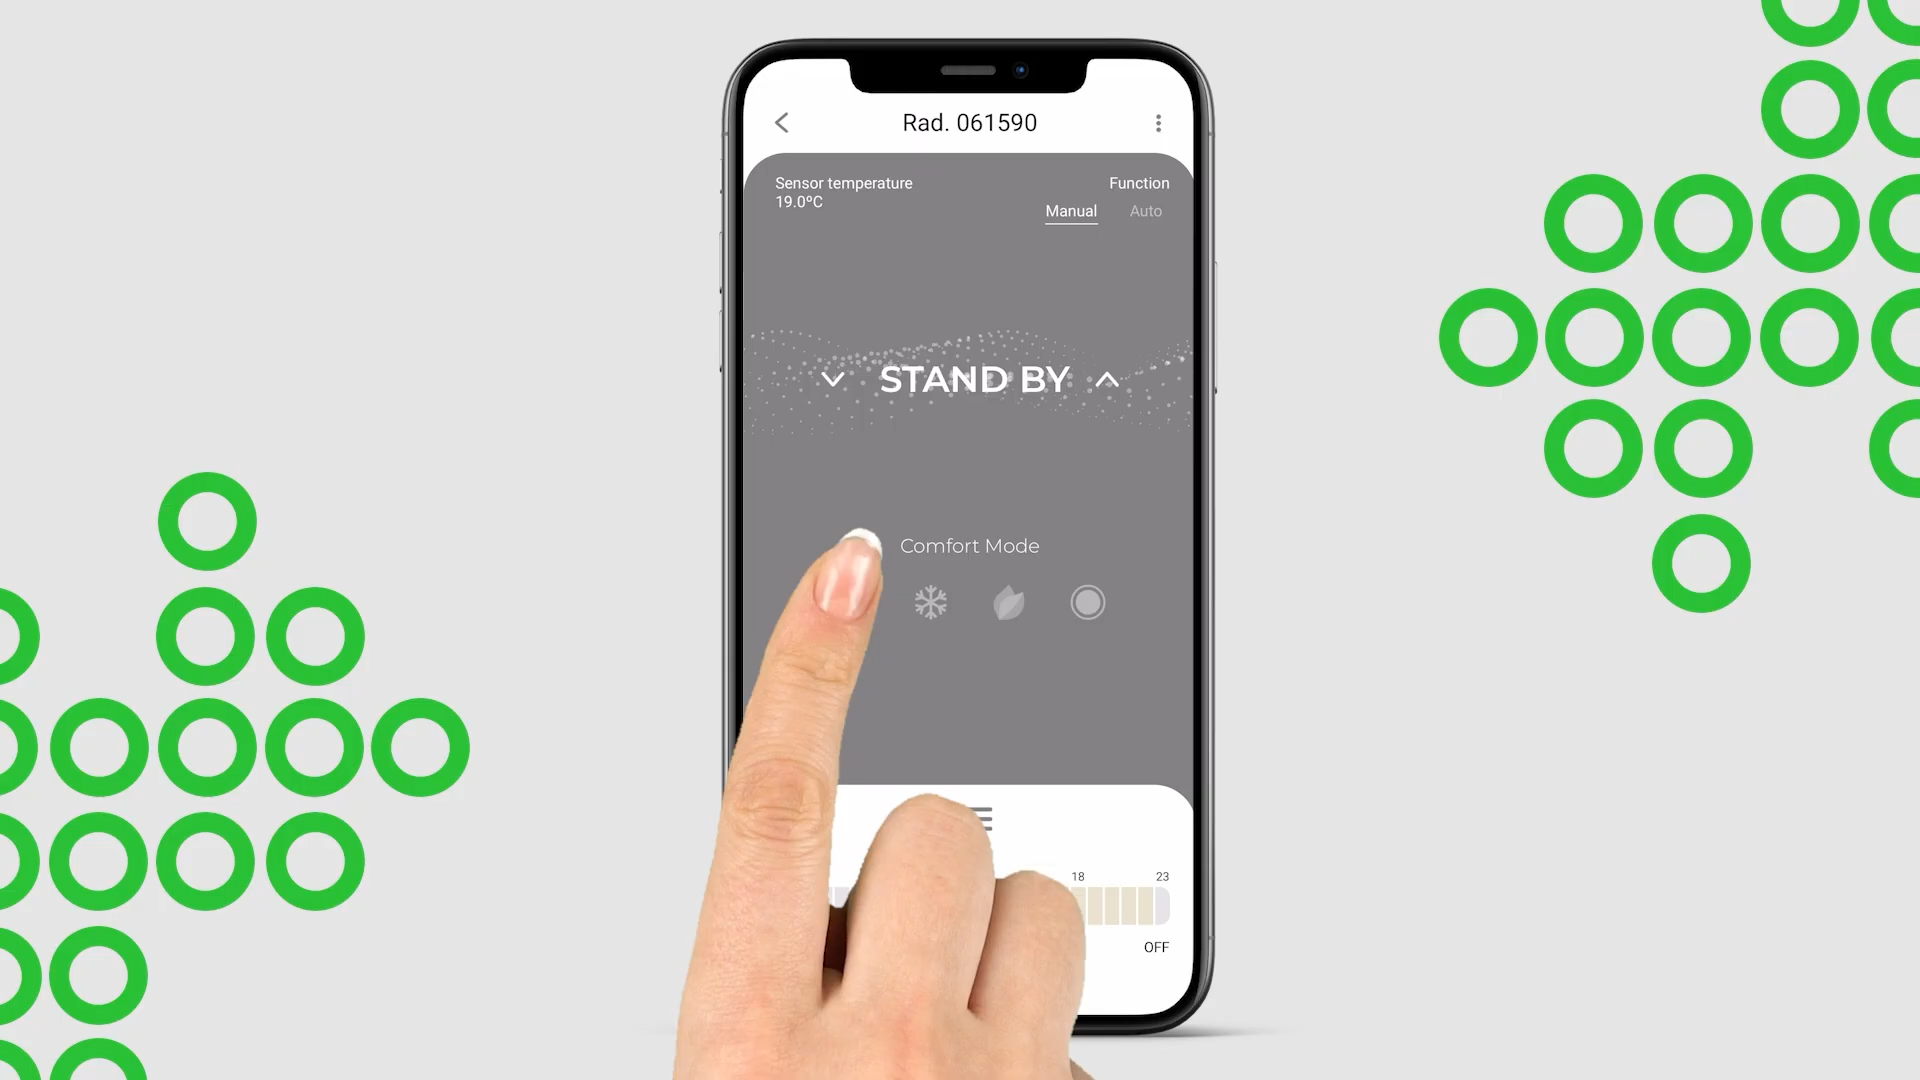 Rad. 061590
Sensor temperature
19.0ºC
Function
Manual Auto
STAND BY
Comfort Mode
18 23
OFF